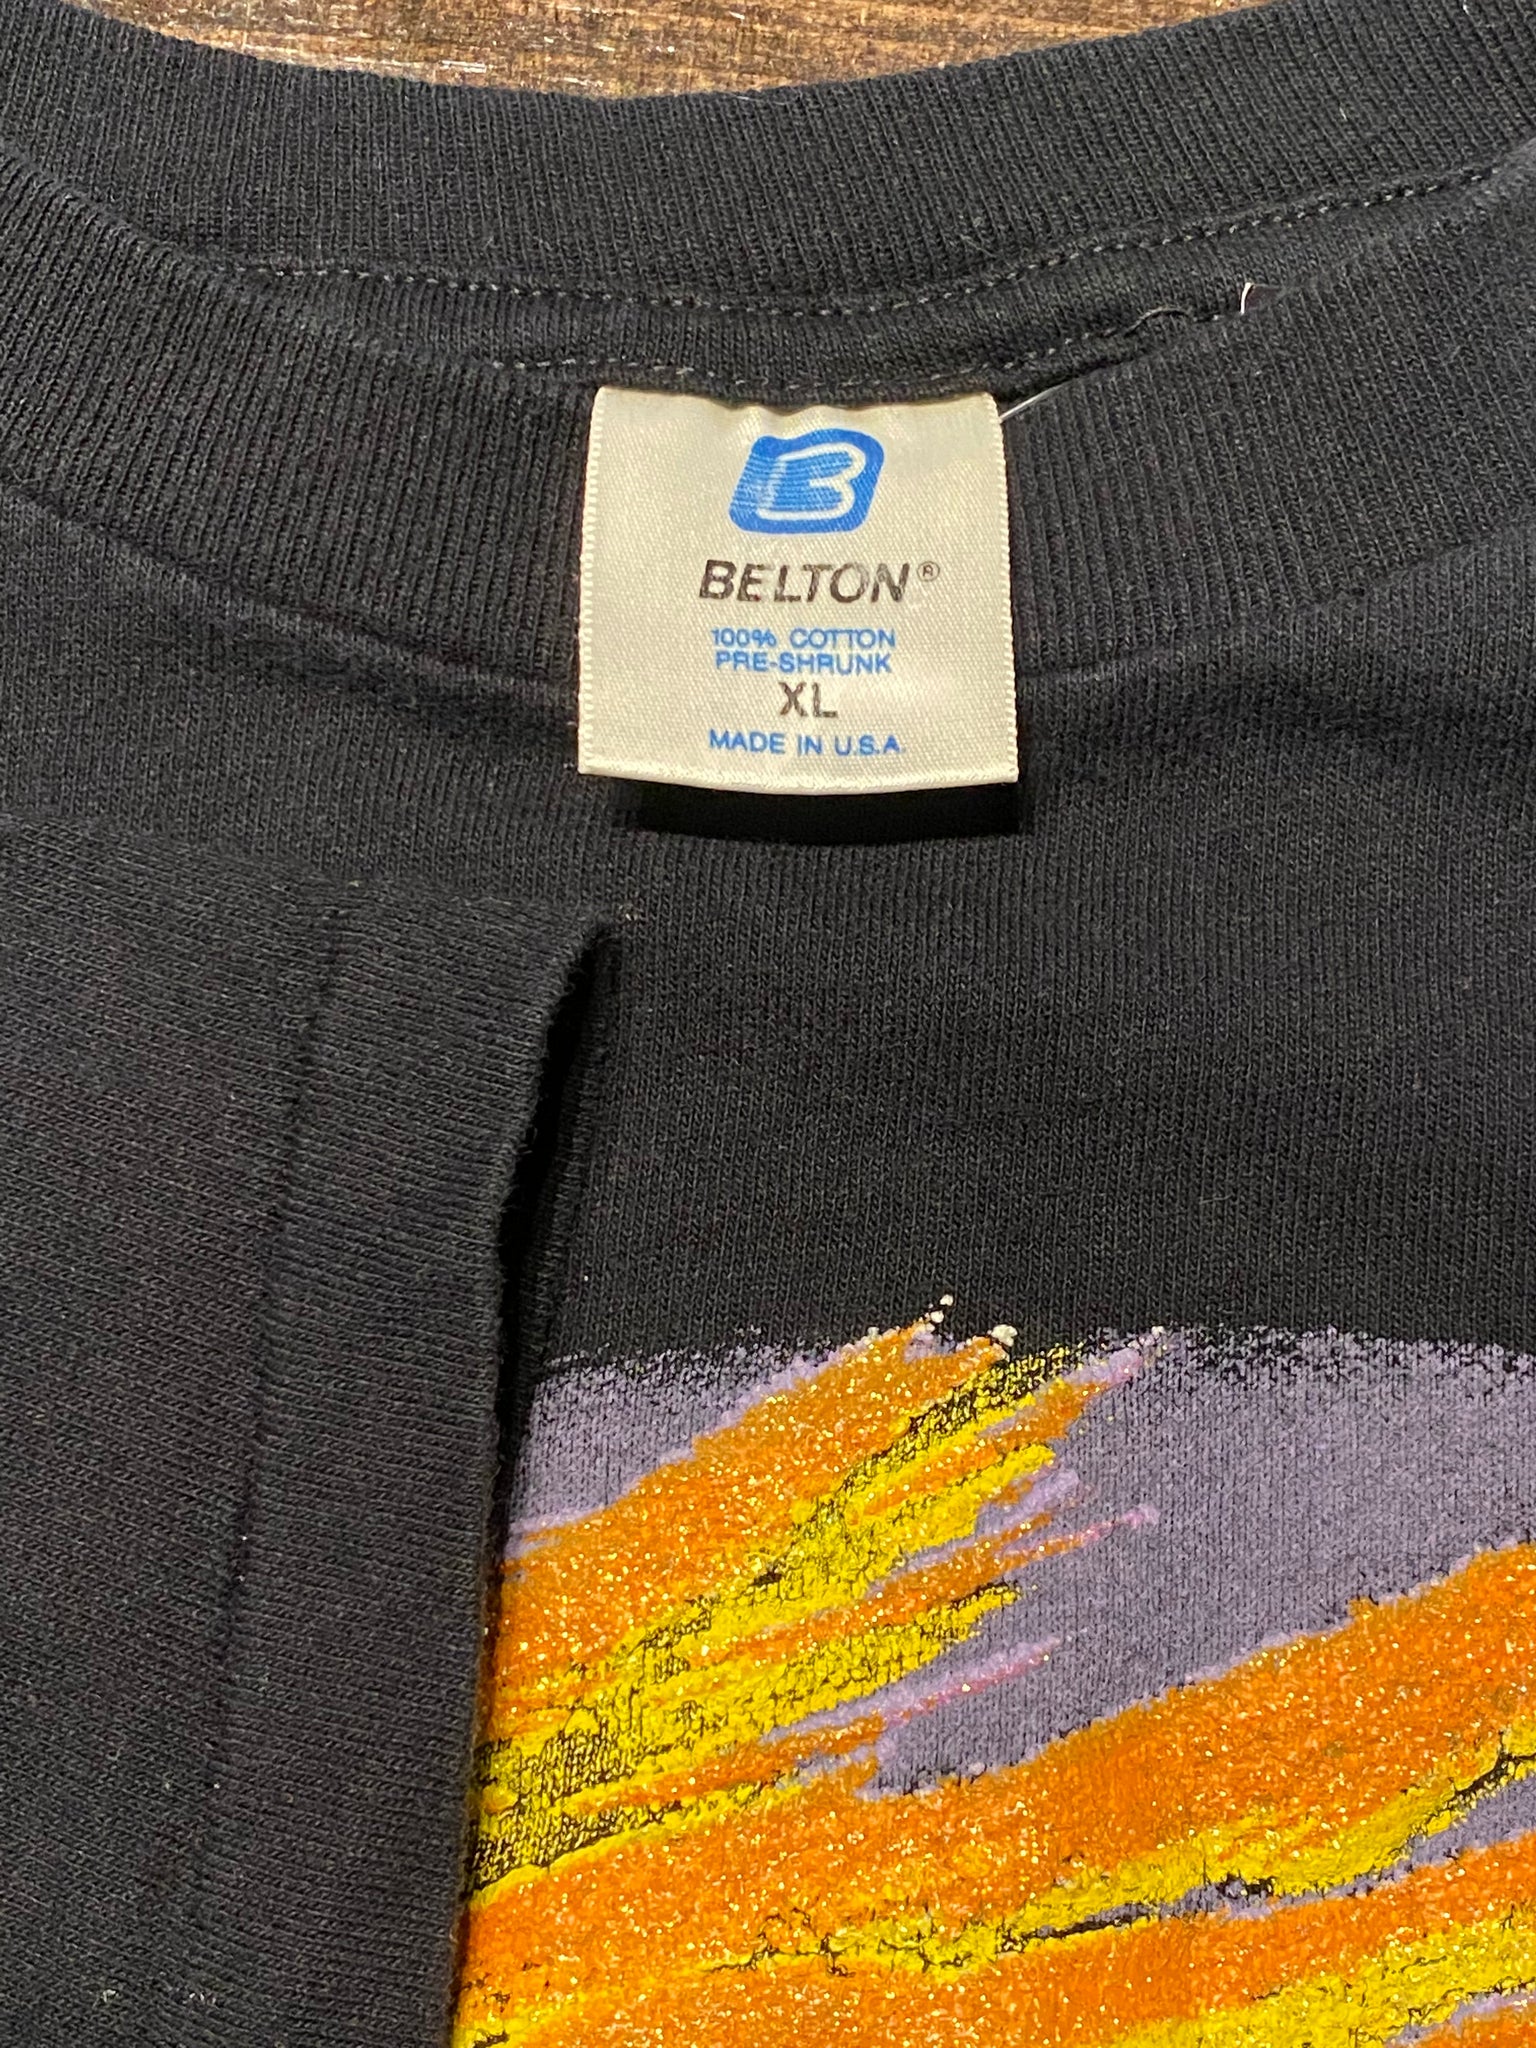 B
BELTON®
100% COTTON
PRE-SHRUNK
XL
MADE IN U.S.A.